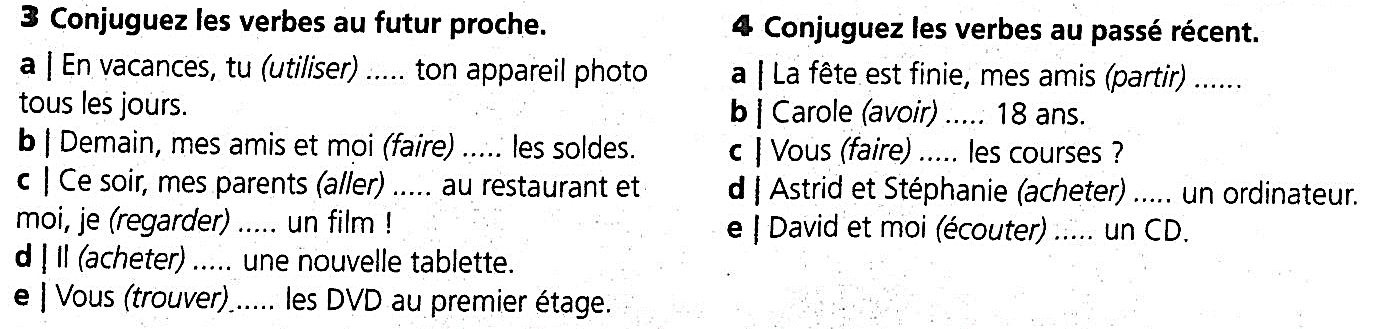 3 Conjuguez les verbes au futur proche.
a | En vacances, tu (utiliser) ..... ton appareil photo
tous les jours.
b | Demain, mes amis et moi (faire) ..... les soldes.
c | Ce soir, mes parents (aller) ..... au restaurant et
moi, je (regarder) ..... un film !
d | Il (acheter) ..... une nouvelle tablette.
e | Vous (trouver) ..... les DVD au premier étage.
4 Conjuguez les verbes au passé récent.
a | La fête est finie, mes amis (partir) ......
b | Carole (avoir) ..... 18 ans.
c | Vous (faire) ..... les courses ?
d | Astrid et Stéphanie (acheter) ..... un ordinateur.
e | David et moi (écouter) ..... un CD.